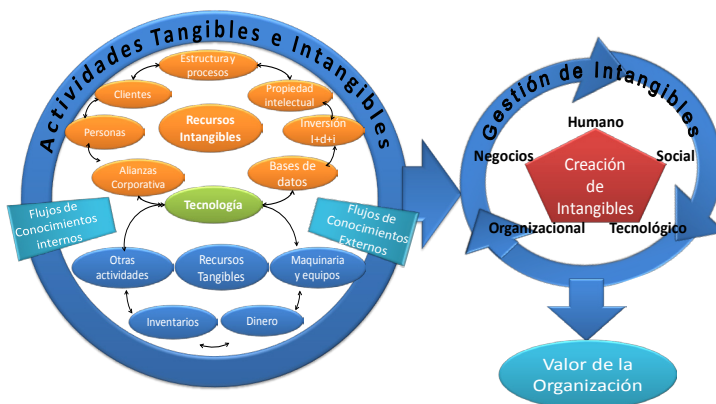 Actividades Tangibles e Intangibles
Estructura y
procesos
Clientes
Propiedad
intelectual
Personas
Recursos
Intangibles
Inversión
I+d+i
Alianzas
Corporativa
Bases de
datos
Tecnología
Flujos de
Conocimientos
internos
Flujos de
Conocimientos
Externos
Otras
actividades
Recursos
Tangibles
Maquinaria
y equipos
Inventarios
Dinero
Gestión de Intangibles
Humano
Negocios
Social
Creación
de
Intangibles
Organizacional
Tecnológico
Valor de la
Organización